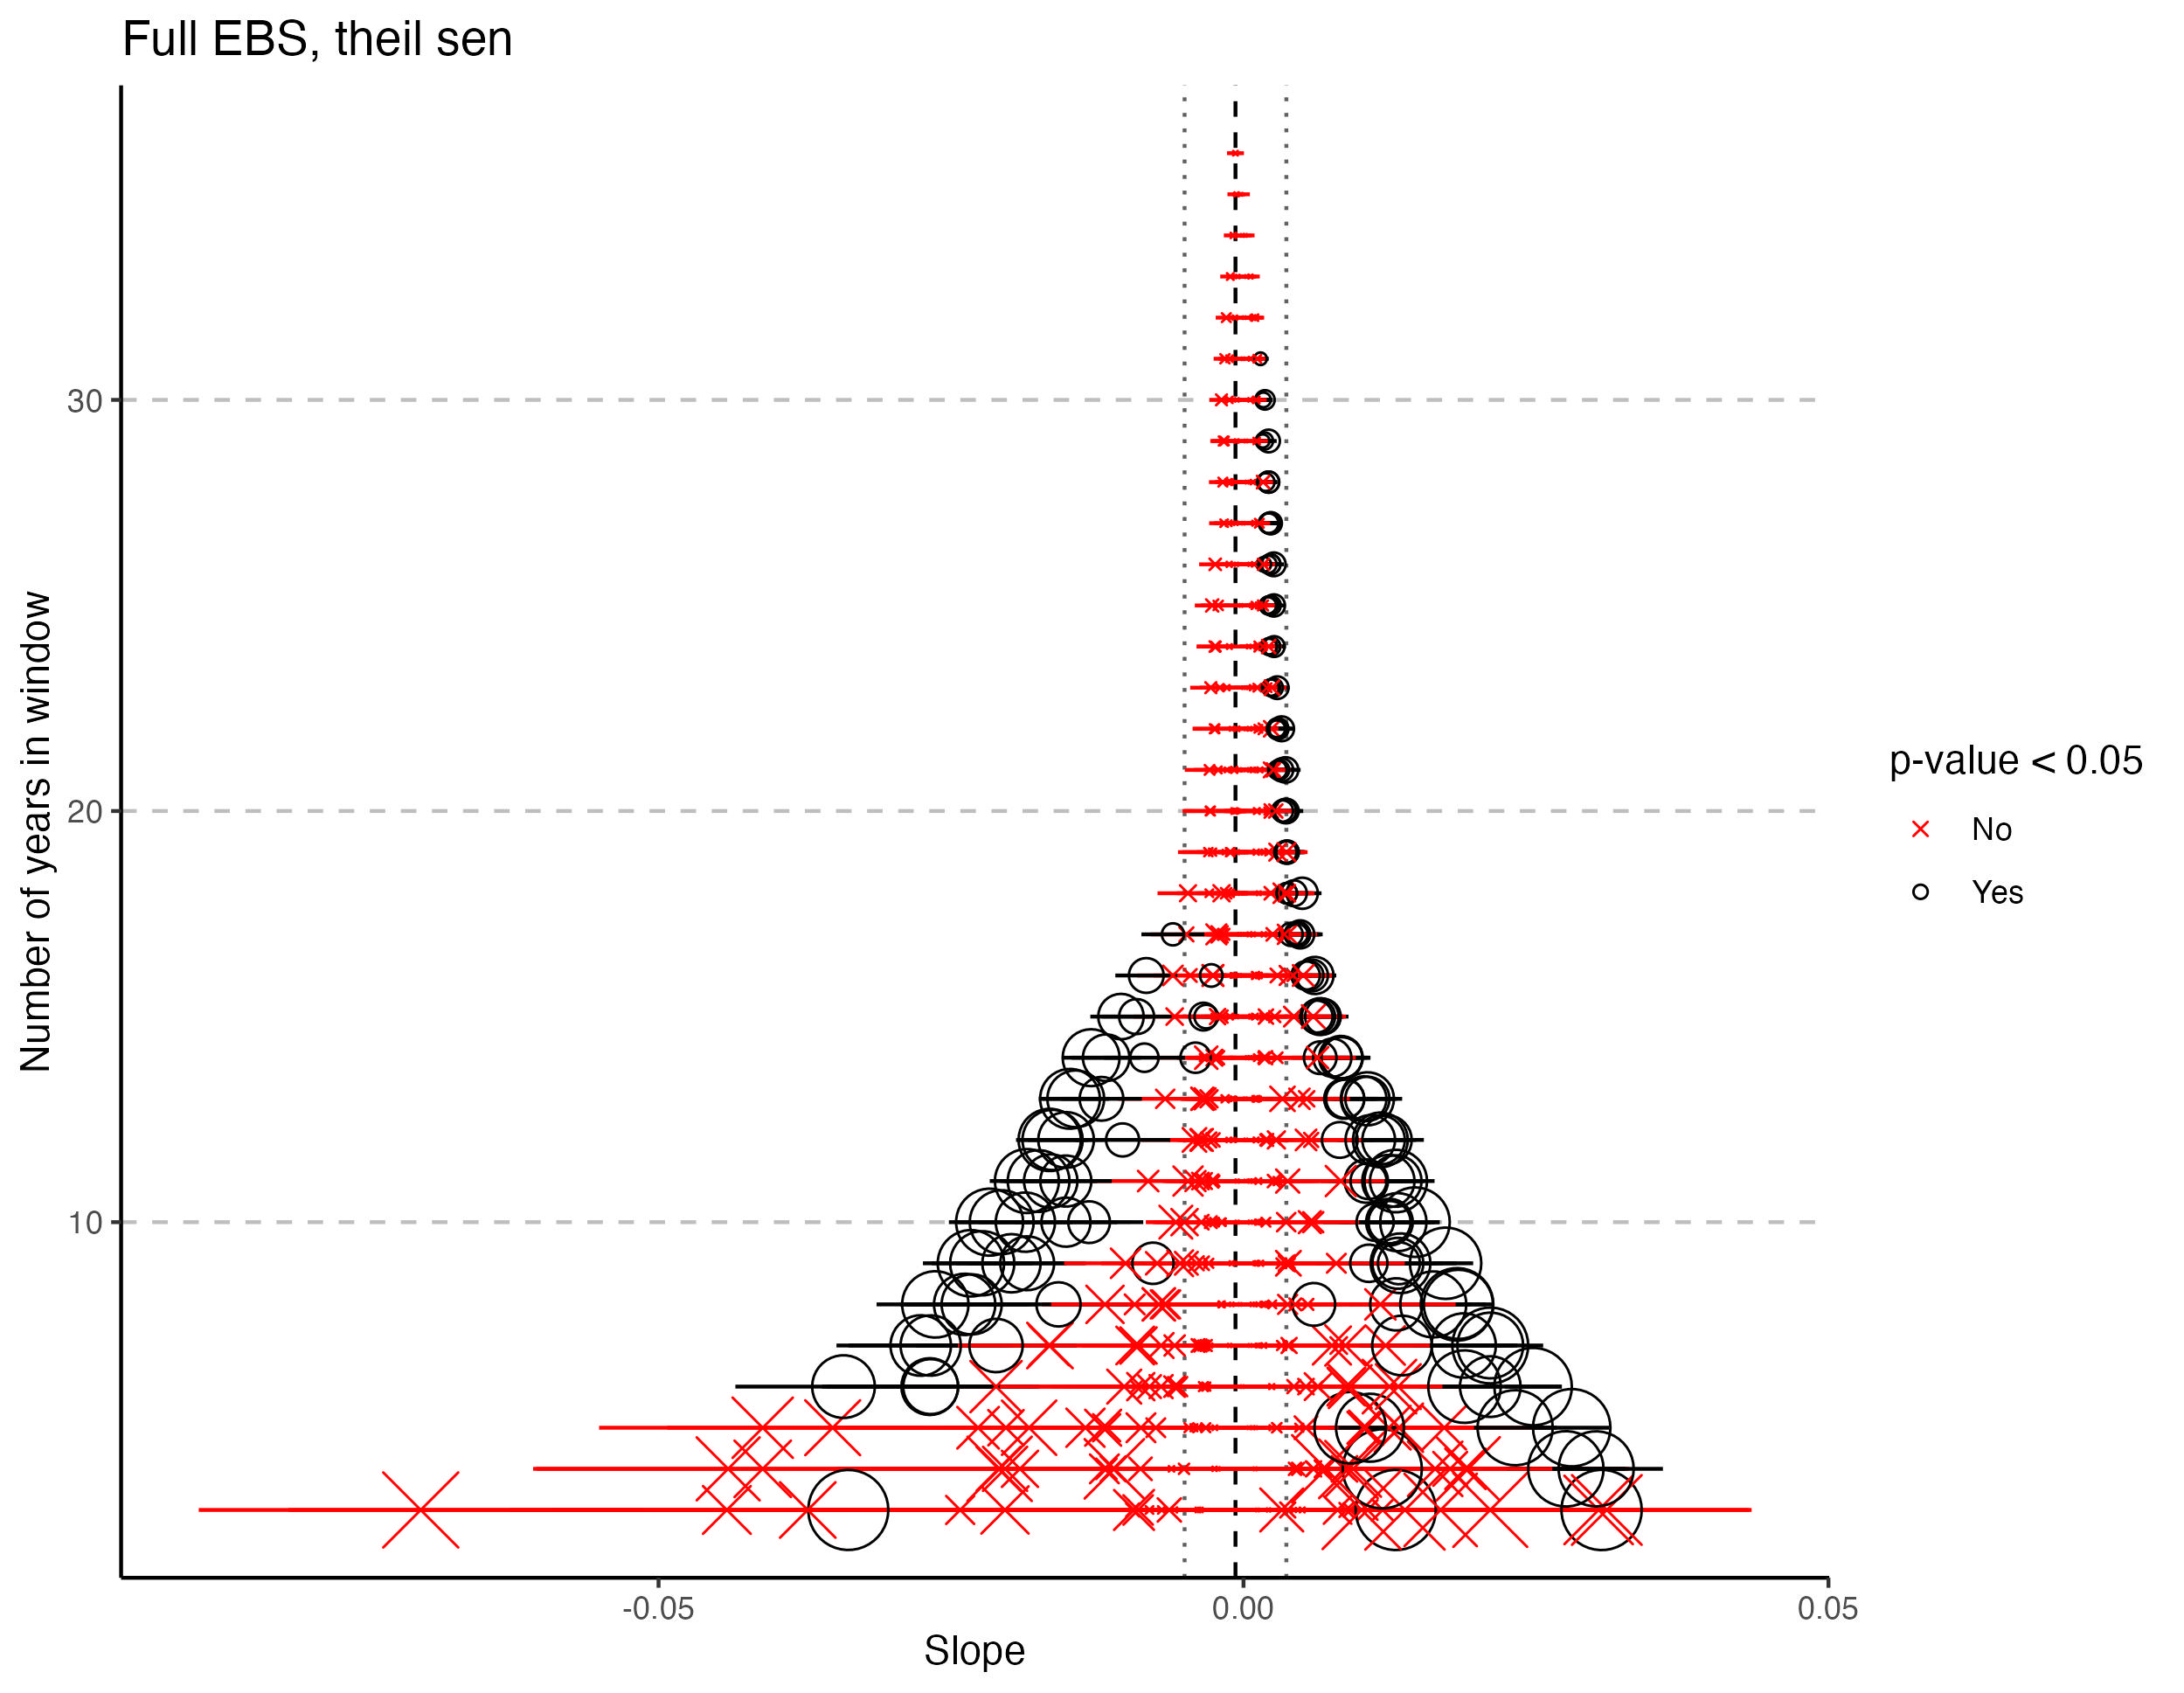 Full EBS, theil sen
Number of years in window
30
20
10
-0.05
0.00
0.05
Slope
p-value < 0.05
No
Yes